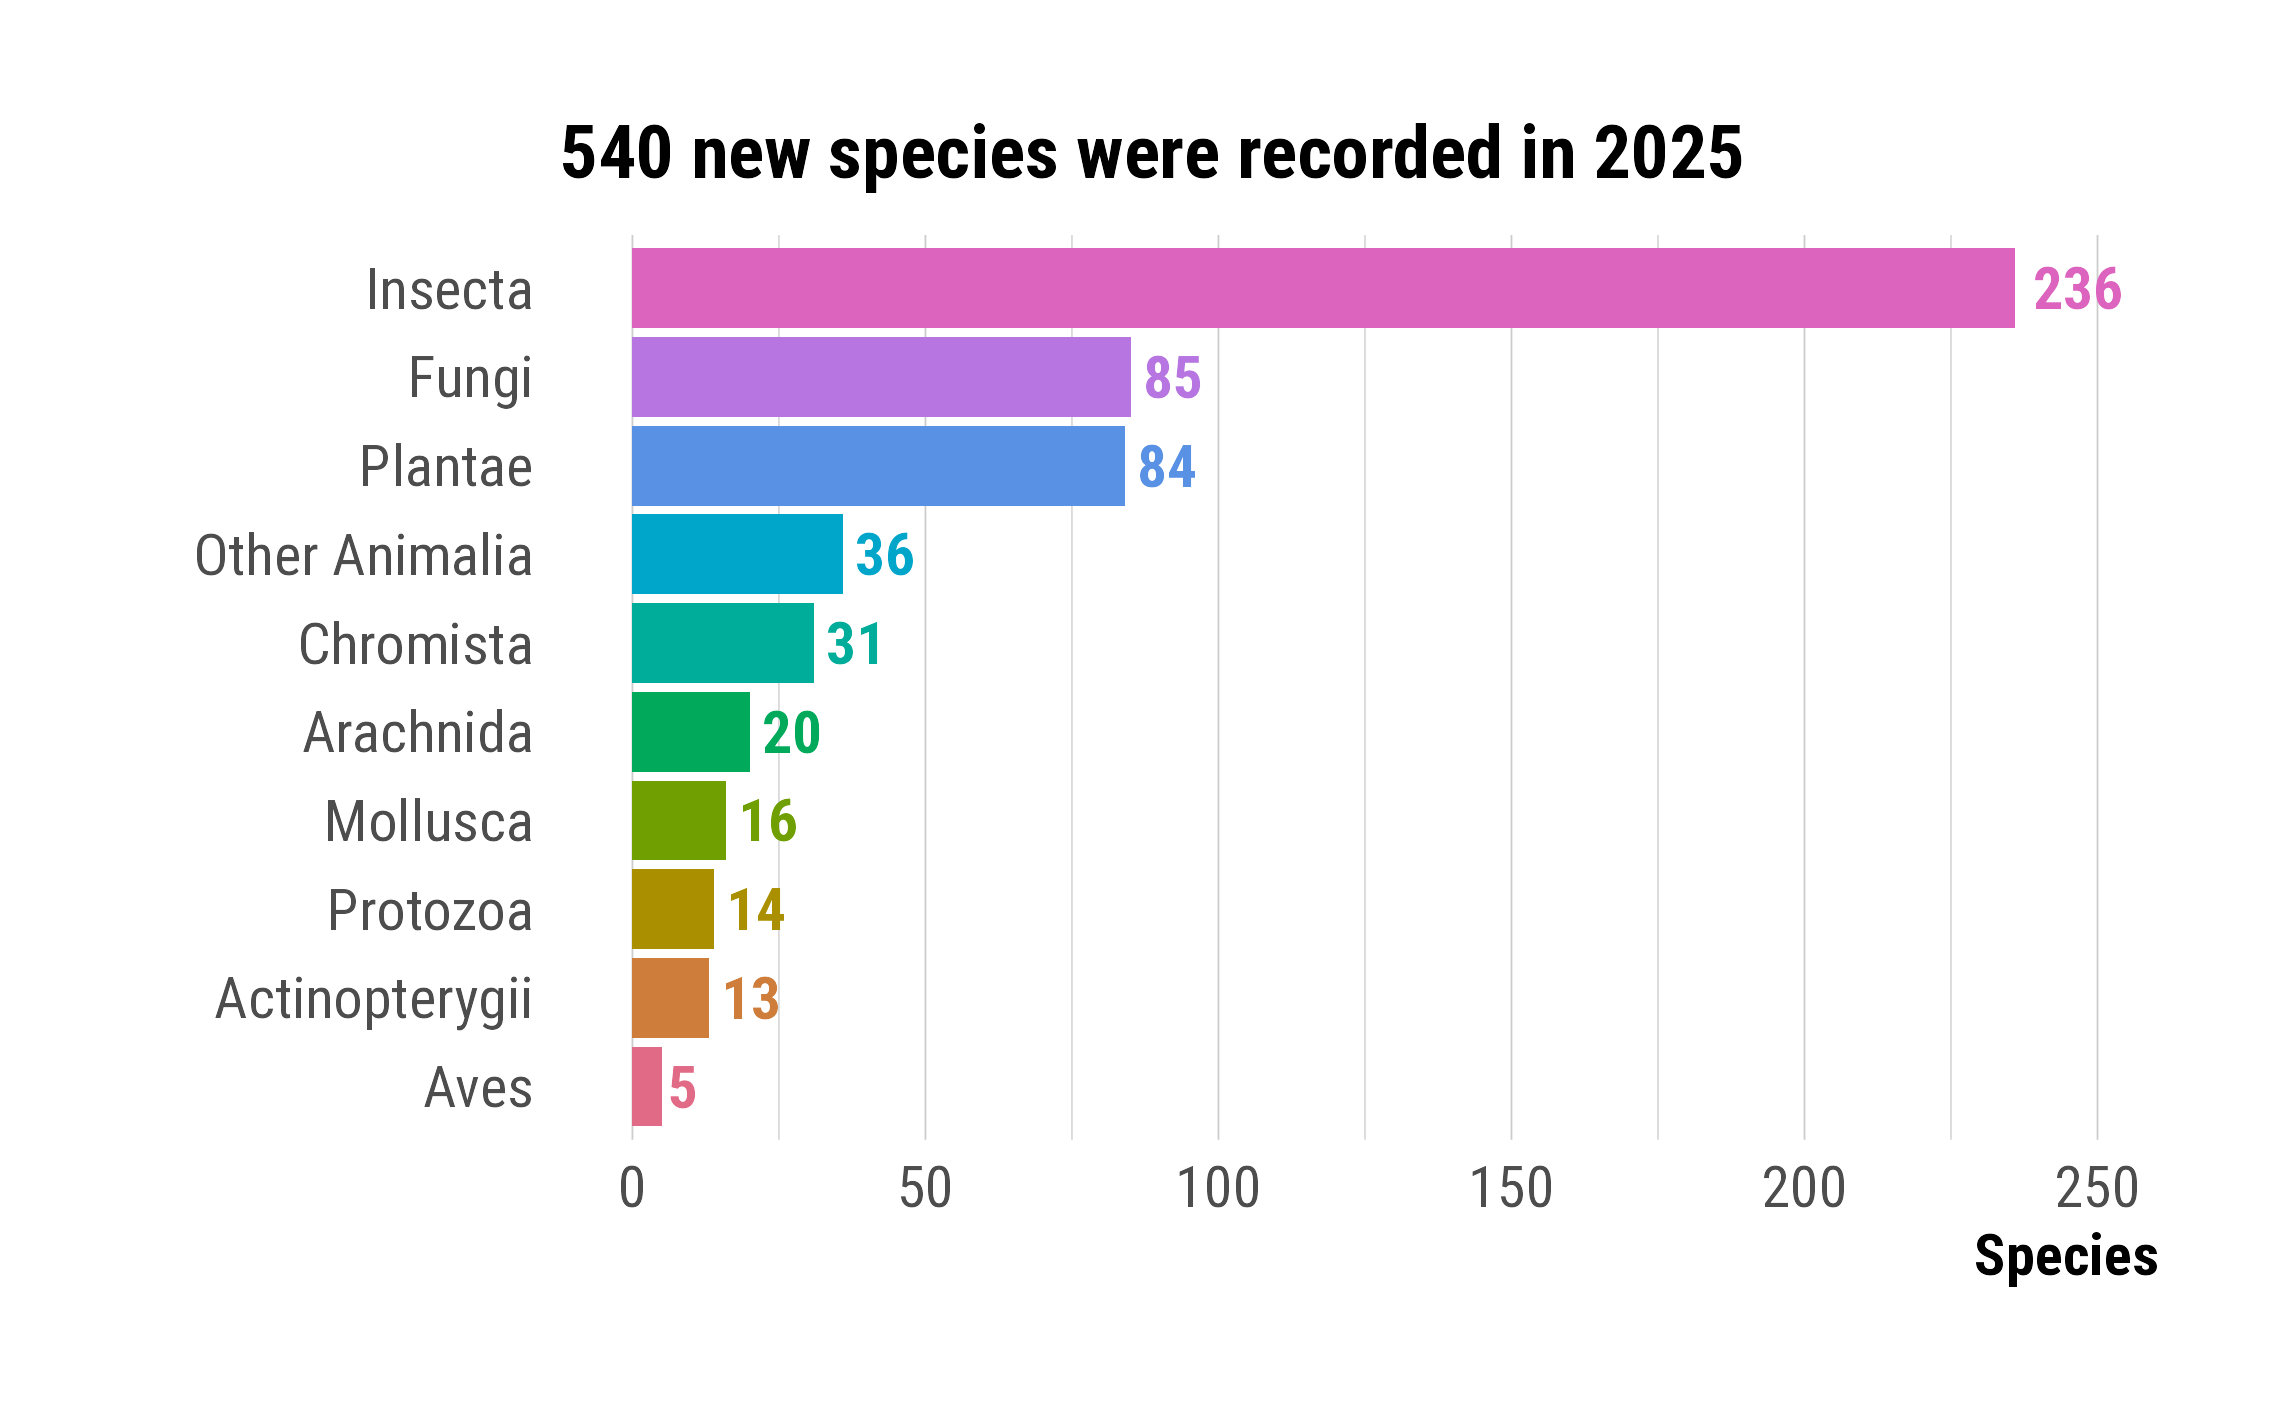 540 new species were recorded in 2025
Insecta 236
Fungi 85
Plantae 84
Other Animalia 36
Chromista 31
Arachnida 20
Mollusca 16
Protozoa 14
Actinopterygii 13
Aves 5
0 50 100 150 200 250
Species